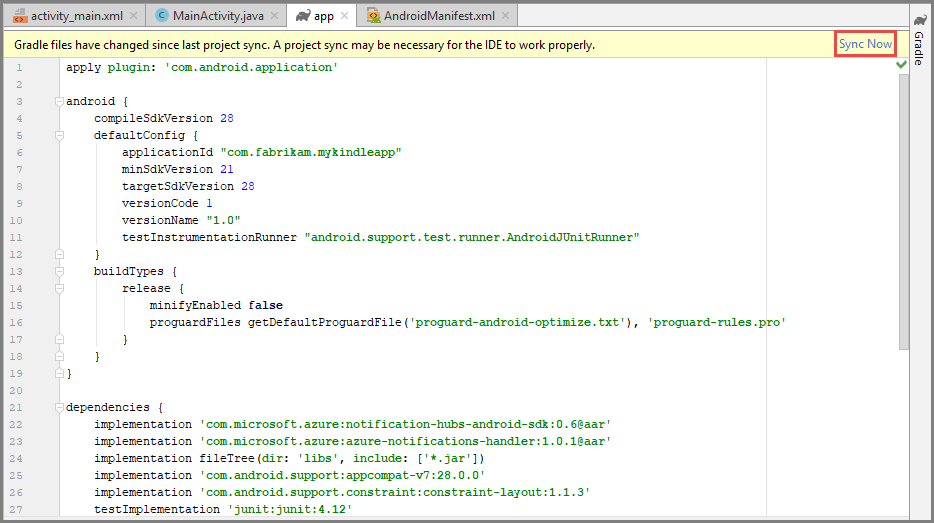 activity_main.xml MainActivity.java app AndroidManifest.xml
Gradle files have changed since last project sync. A project sync may be necessary for the IDE to work properly. Sync Now
Gradle
1 apply plugin: 'com.android.application'
2
3 android {
4 compileSdkVersion 28
5 defaultConfig {
6 applicationId "com.fabrikam.mykindleapp"
7 minSdkVersion 21
8 targetSdkVersion 28
9 versionCode 1
10 versionName "1.0"
11 testInstrumentationRunner "android.support.test.runner.AndroidJUnitRunner"
12 }
13 buildTypes {
14 release {
15 minifyEnabled false
16 proguardFiles getDefaultProguardFile('proguard-android-optimize.txt'), 'proguard-rules.pro'
17 }
18 }
19 }
20
21 dependencies {
22 implementation 'com.microsoft.azure:notification-hubs-android-sdk:0.6@aar'
23 implementation 'com.microsoft.azure:azure-notifications-handler:1.0.1@aar'
24 implementation fileTree(dir: 'libs', include: ['*.jar'])
25 implementation 'com.android.support:appcompat-v7:28.0.0'
26 implementation 'com.android.support.constraint:constraint-layout:1.1.3'
27 testImplementation 'junit:junit:4.12'